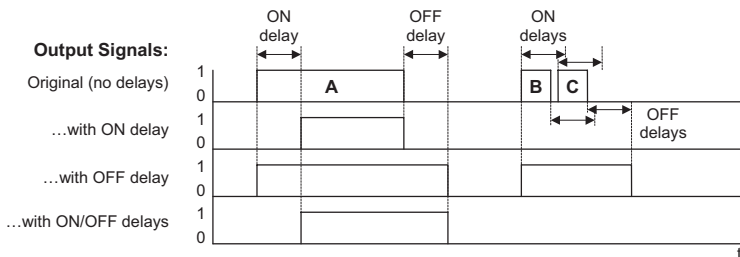 ON delay
OFF delay
ON delays
Output Signals:
Original (no delays)
1
0
A
B
C
OFF delays
…with ON delay
1
0
…with OFF delay
1
0
…with ON/OFF delays
1
0
t